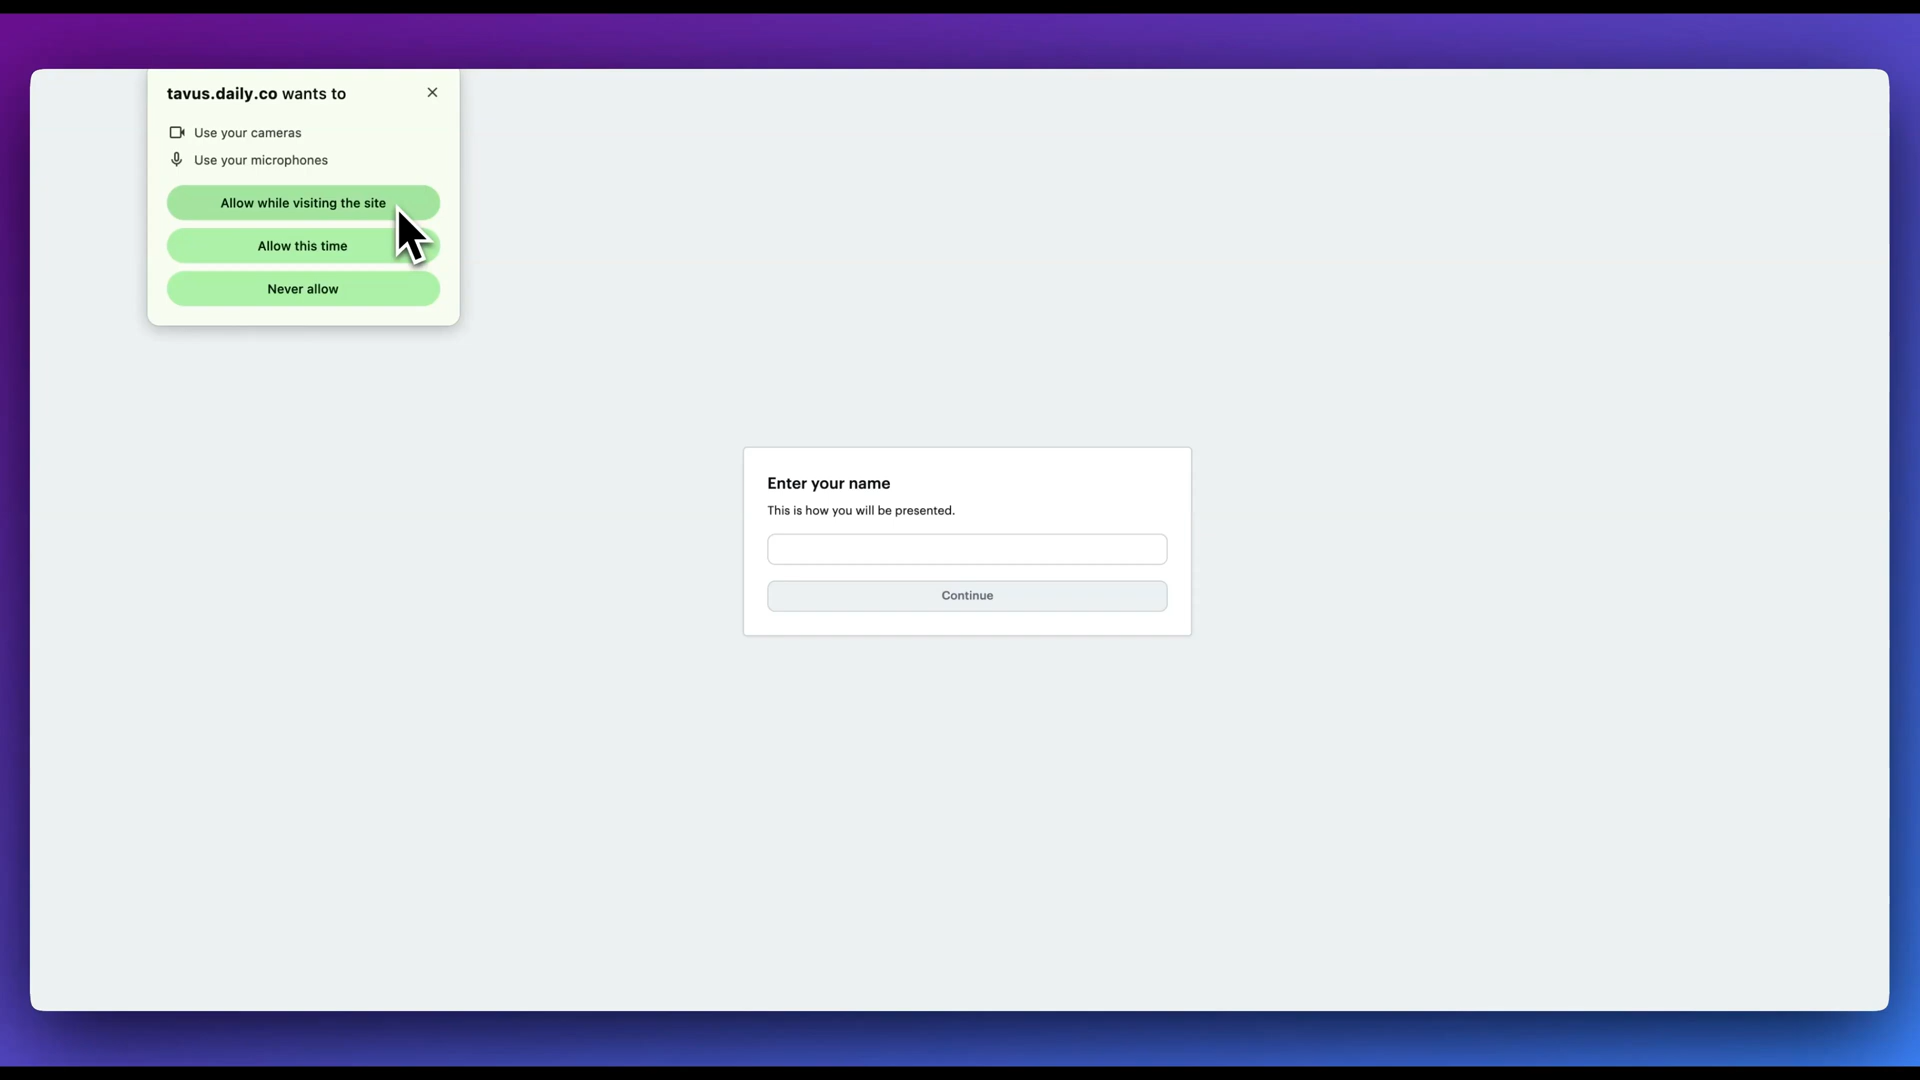 tavus.daily.co wants to
Use your cameras
Use your microphones
Allow while visiting the site
Allow this time
Never allow
Enter your name
This is how you will be presented.
Continue